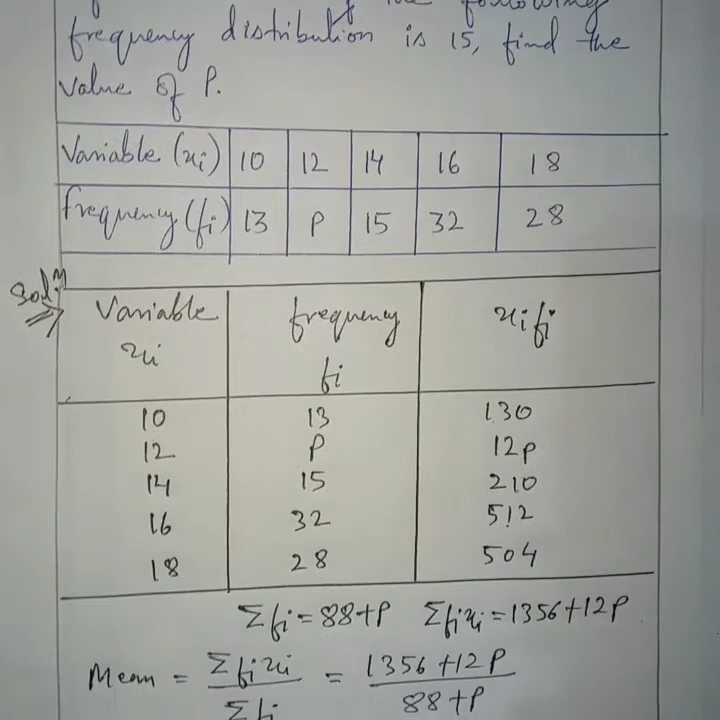 following
frequency distribution is 15, find the
value of P.
Variable (xi) 10 12 14 16 18
frequency (fi) 13 P 15 32 28
Sol.n
Variable frequency xifi
xi fi
10 13 130
12 P 12P
14 15 210
16 32 512
18 28 504
Σfi = 88+P Σfixi = 1356+12P
Mean = Σfixi / Σfi = 1356+12P / 88+P